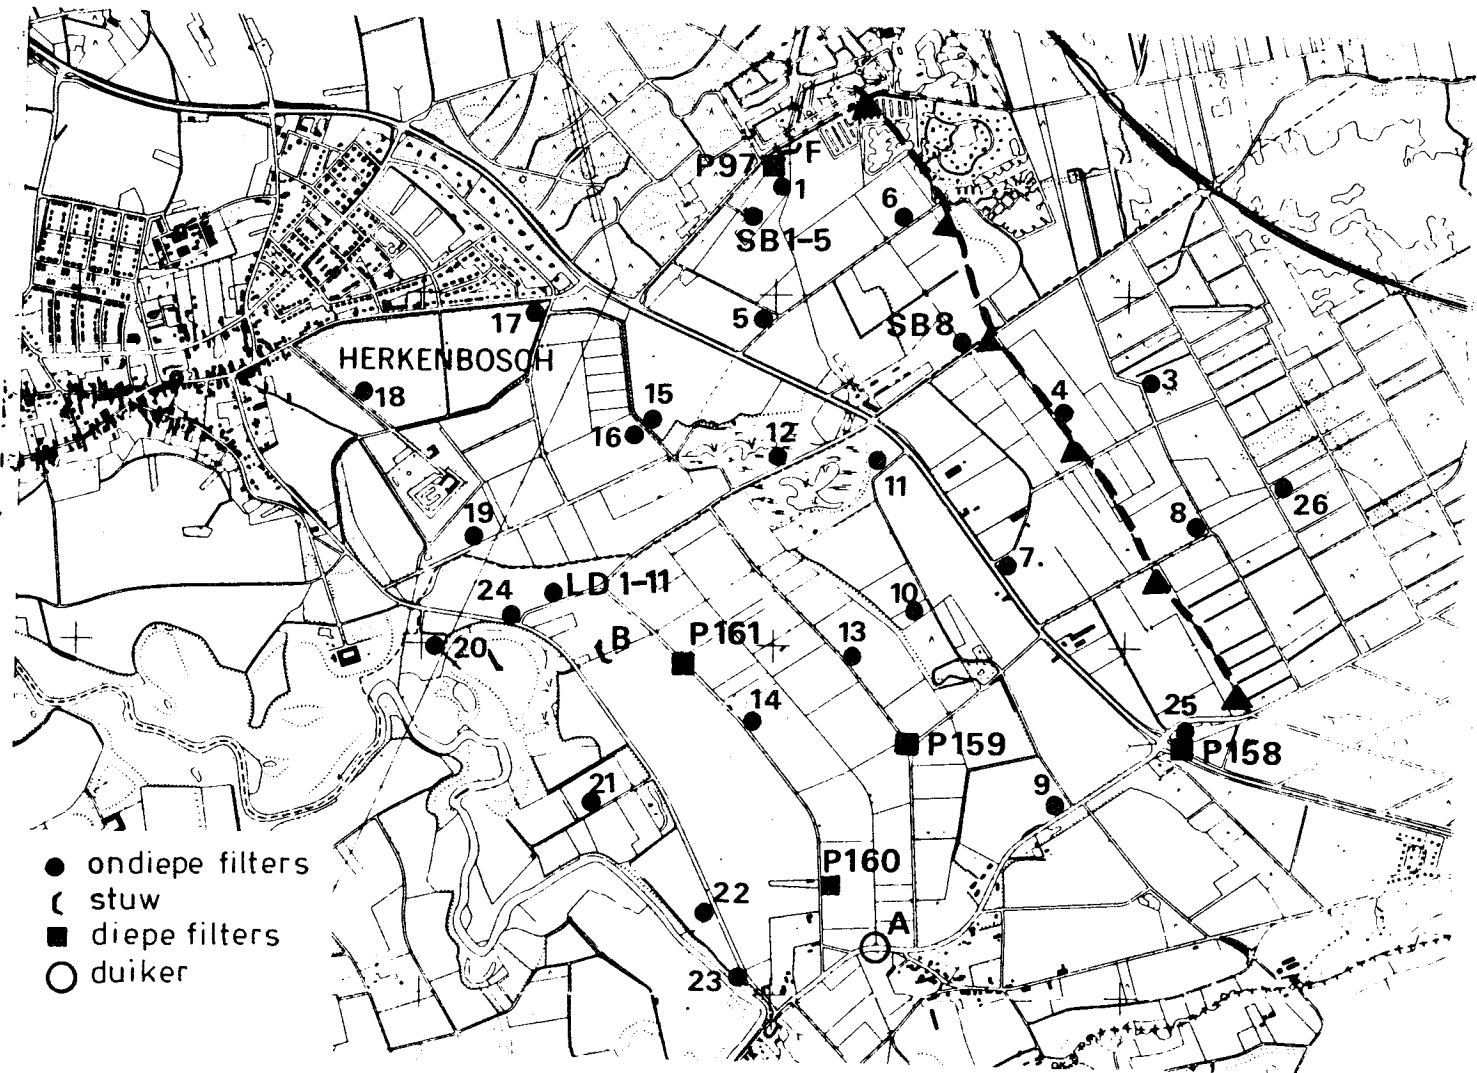 F
P97
1
6
SB1-5
5
SB8
17
HERKENBOSCH
18
15
16
12
11
4
3
26
8
19
7.
24
LD 1-11
10
B
P161
20
13
14
25
P159
P158
21
9
P160
22
A
23
ondiepe filters
stuw
diepe filters
duiker